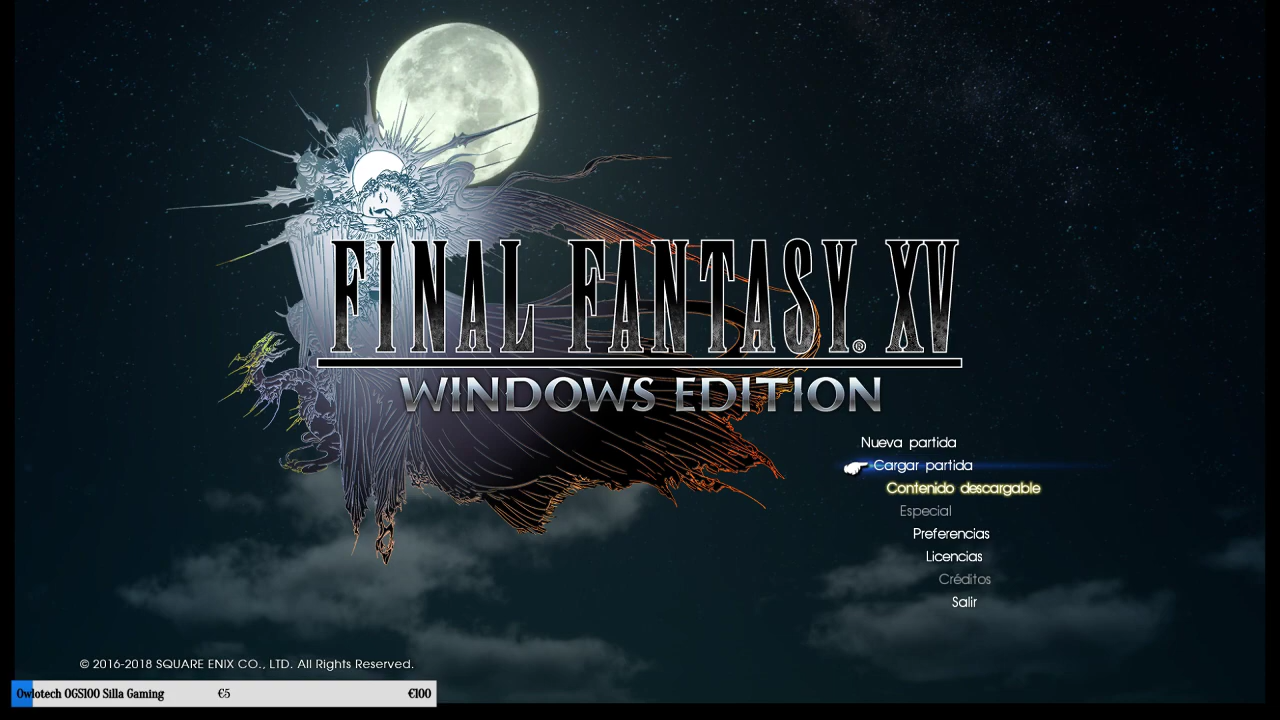 FINAL FANTASY® XV
WINDOWS EDITION
Nueva partida
Cargar partida
Contenido descargable
Especial
Preferencias
Licencias
Créditos
Salir
© 2016-2018 SQUARE ENIX CO., LTD. All Rights Reserved.
Owlotech OGS100 Silla Gaming €5 €100